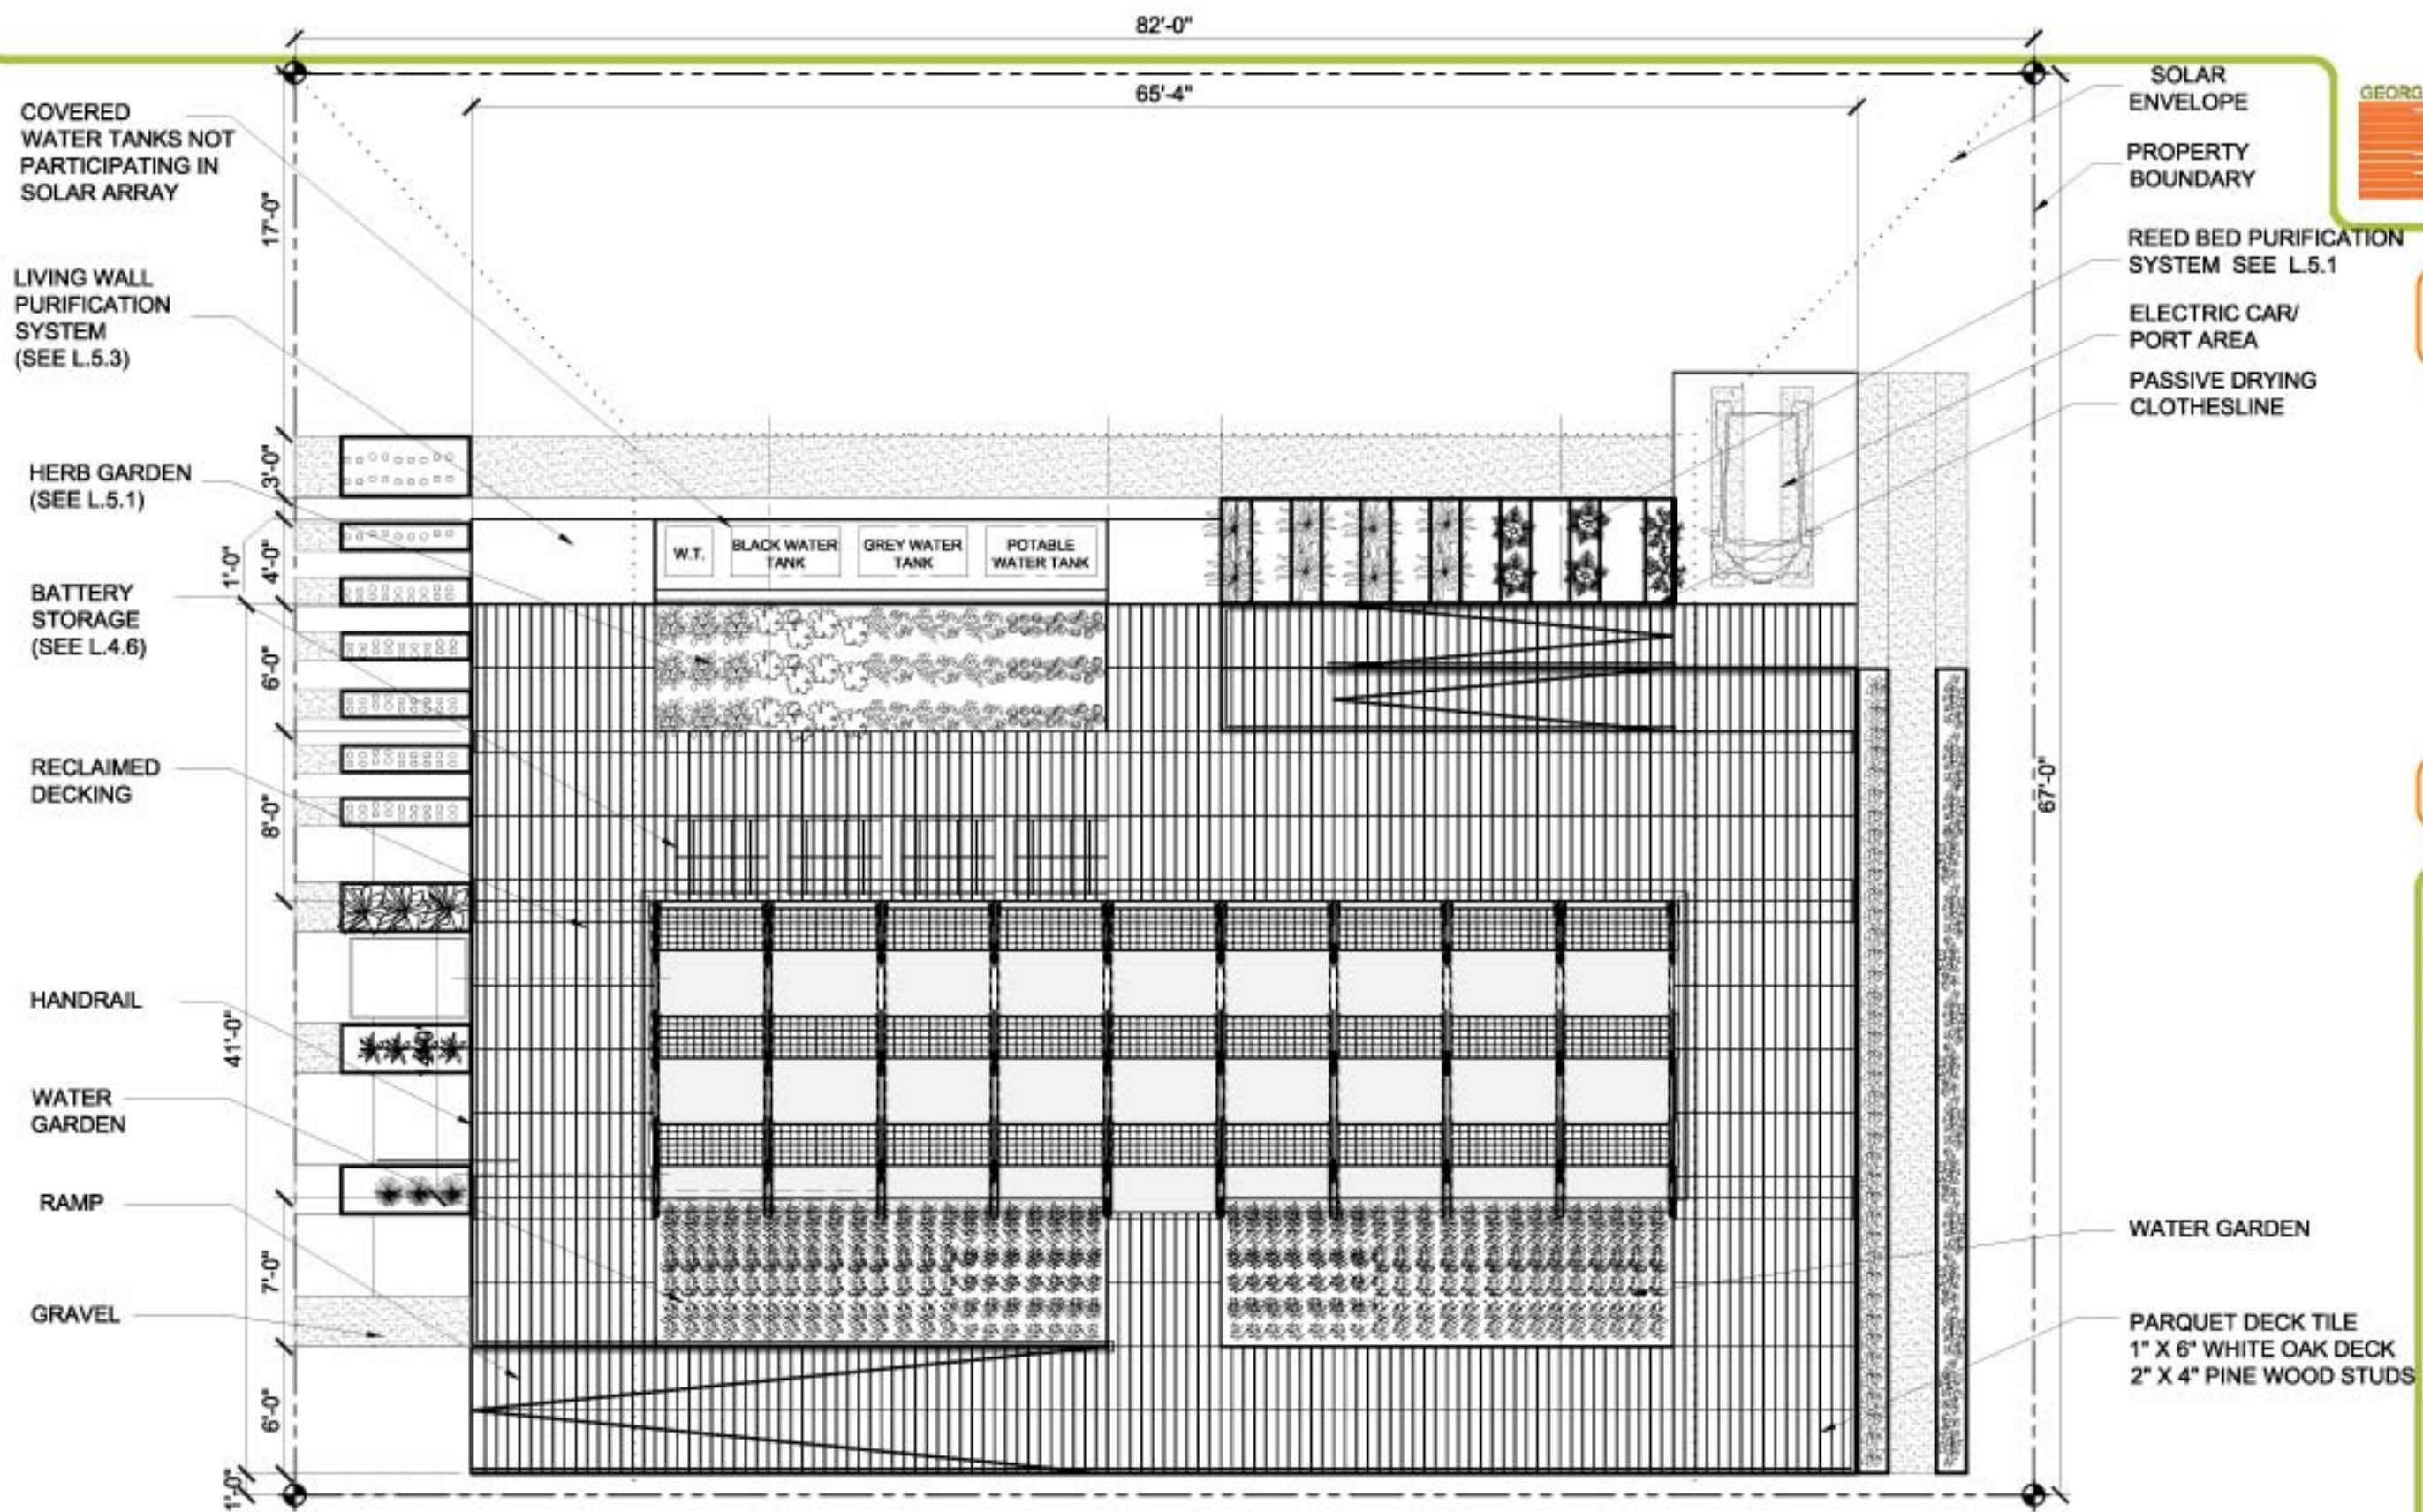 82'-0"
65'-4"
COVERED
WATER TANKS NOT
PARTICIPATING IN
SOLAR ARRAY
LIVING WALL
PURIFICATION
SYSTEM
(SEE L.5.3)
HERB GARDEN
(SEE L.5.1)
BATTERY
STORAGE
(SEE L.4.6)
RECLAIMED
DECKING
HANDRAIL
WATER
GARDEN
RAMP
GRAVEL
17'-0"
3'-0"
1'-0"
4'-0"
6'-0"
8'-0"
41'-0"
7'-0"
6'-0"
1'-0"
W.T.
BLACK WATER
TANK
GREY WATER
TANK
POTABLE
WATER TANK
SOLAR
ENVELOPE
PROPERTY
BOUNDARY
REED BED PURIFICATION
SYSTEM SEE L.5.1
ELECTRIC CAR/
PORT AREA
PASSIVE DRYING
CLOTHESLINE
67'-0"
WATER GARDEN
PARQUET DECK TILE
1" X 6" WHITE OAK DECK
2" X 4" PINE WOOD STUDS
GEORG